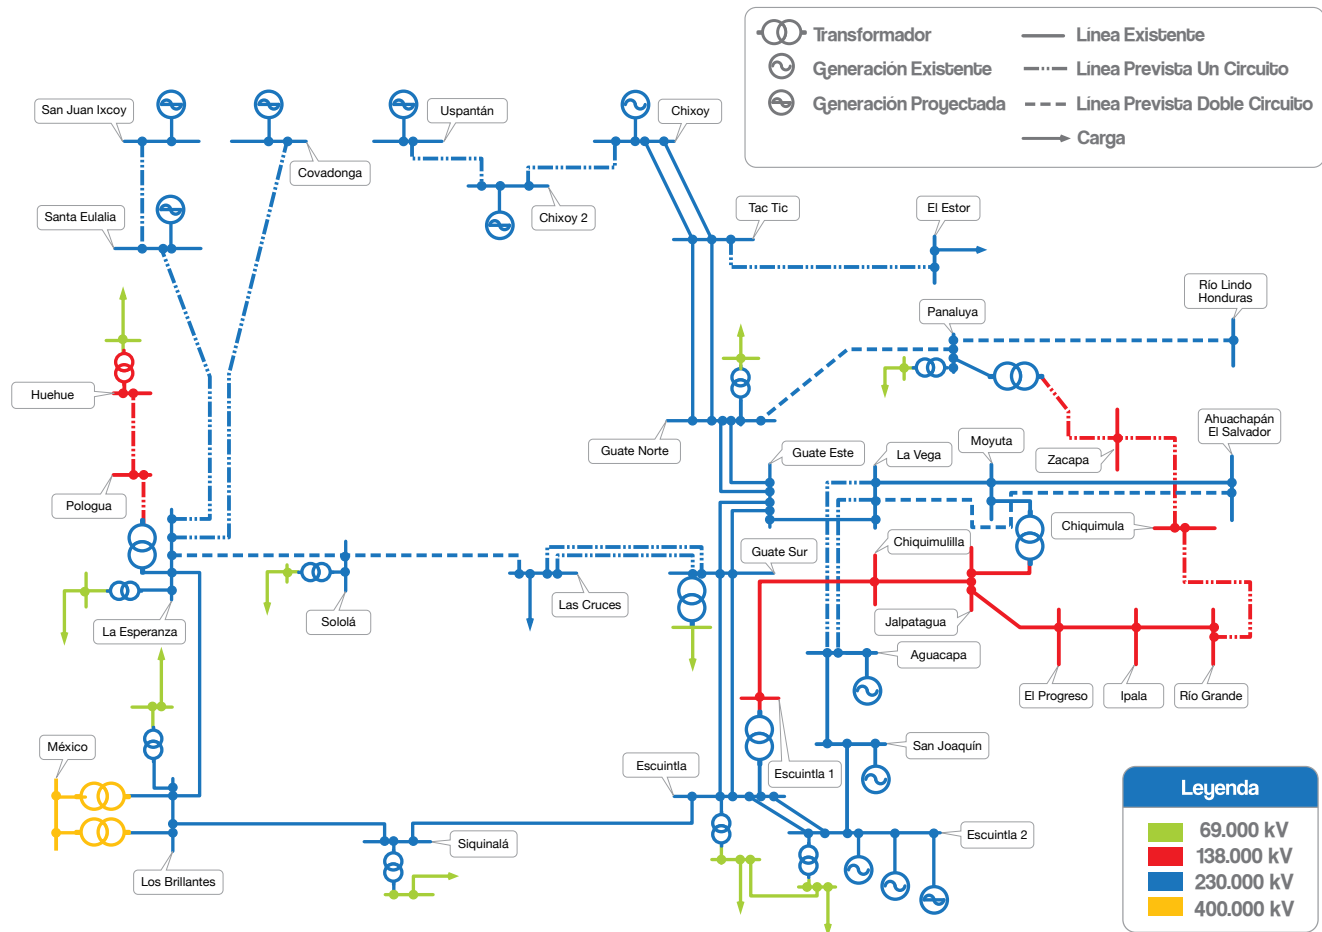 Transformador
Línea Existente
Generación Existente
Línea Prevista Un Circuito
Generación Proyectada
Línea Prevista Doble Circuito
Carga
San Juan Ixcoy
Covadonga
Uspantán
Chixoy
Santa Eulalia
Chixoy 2
Tac Tic
El Estor
Río Lindo
Honduras
Panaluya
Huehue
Guate Norte
Guate Este
La Vega
Moyuta
Zacapa
Ahuachapán
El Salvador
Pologua
Chiquimula
Guate Sur
Chiquimulilla
La Esperanza
Sololá
Las Cruces
Jalpatagua
Aguacapa
El Progreso
Ipala
Río Grande
México
Escuintla
Escuintla 1
San Joaquín
Los Brillantes
Siquinalá
Escuintla 2
Leyenda
69.000 kV
138.000 kV
230.000 kV
400.000 kV